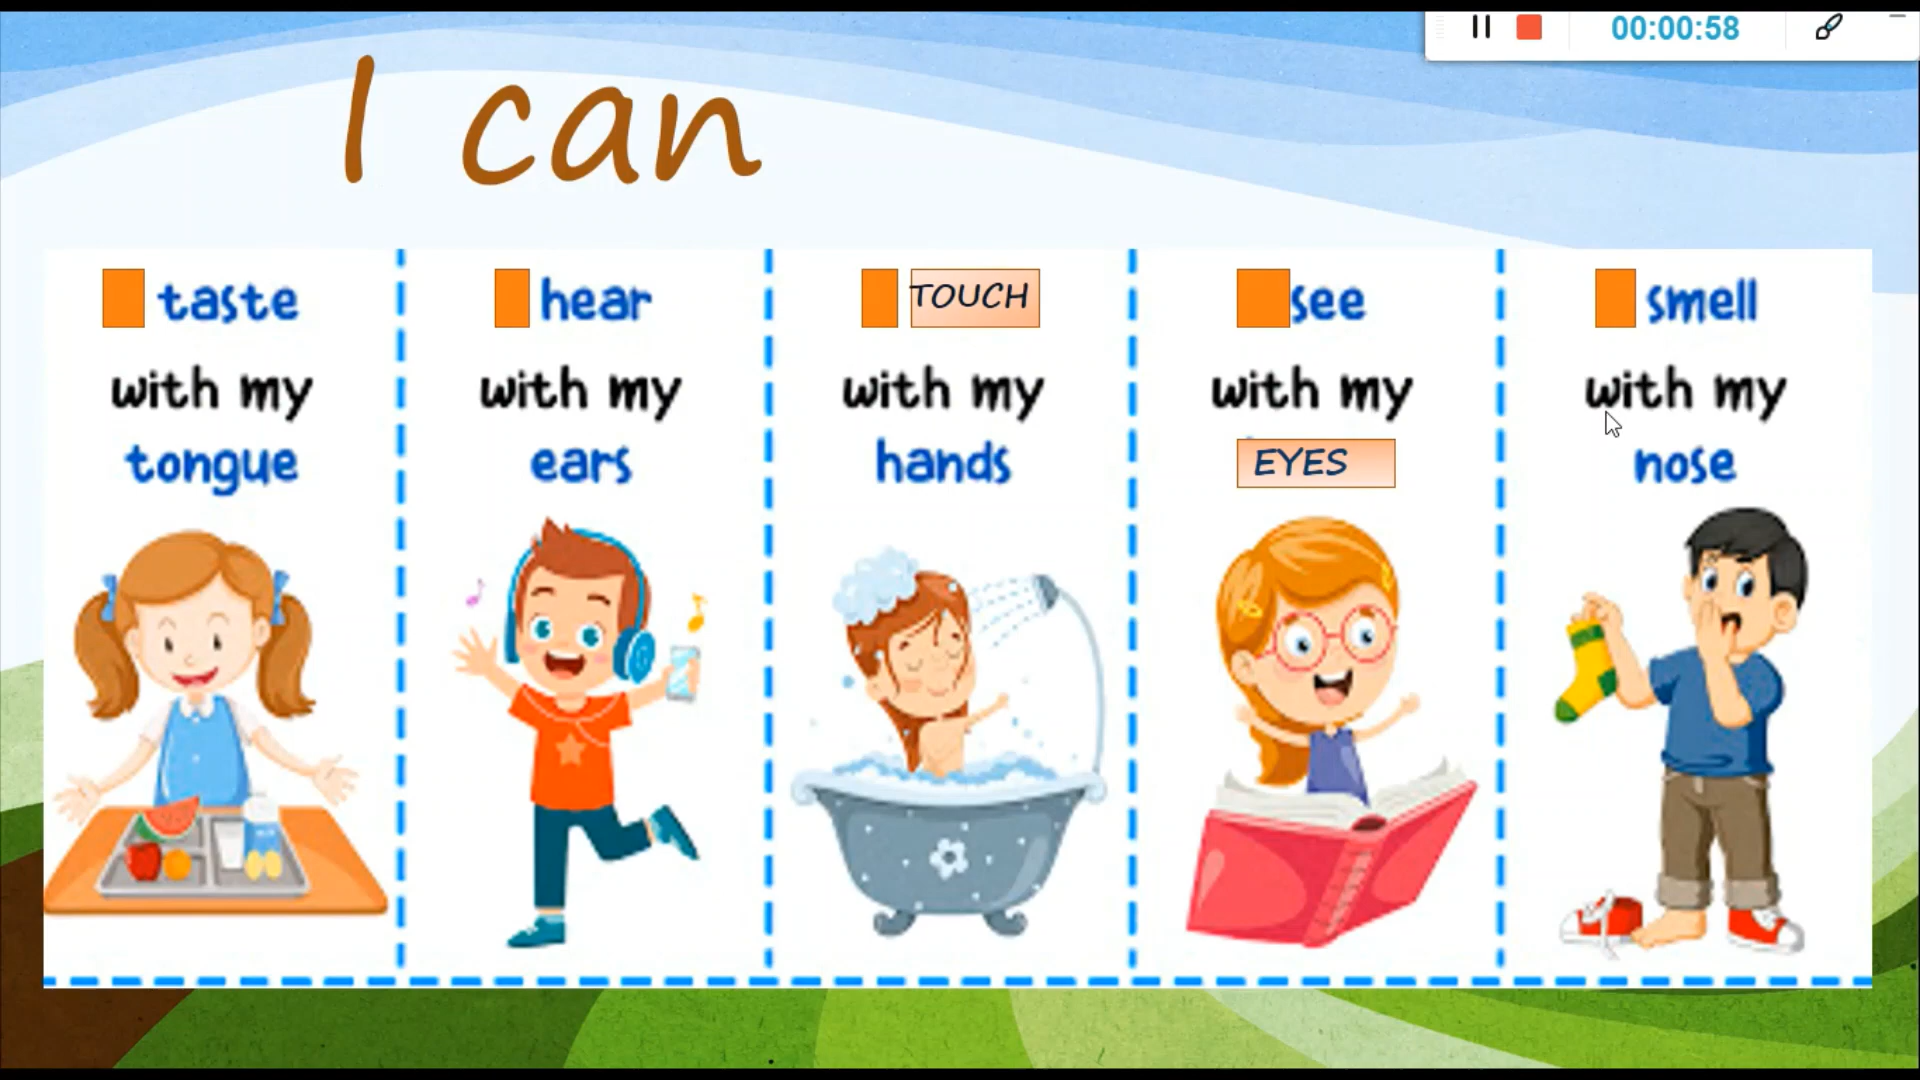 00:00:58
I can
taste
with my
tongue
hear
with my
ears
TOUCH
with my
hands
see
with my
EYES
smell
with my
nose